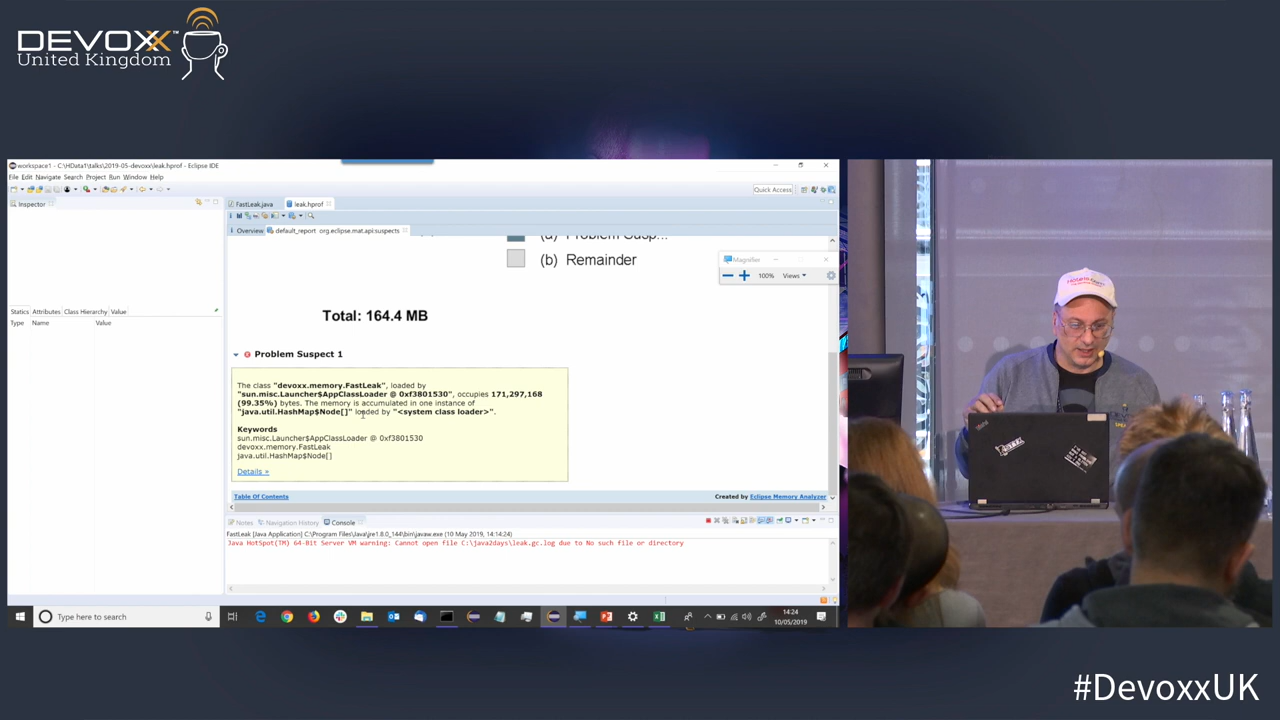 DEVOXX™
United Kingdom
workspace1 - C:\HData1\talks\2019-05-devoxx\leak.hprof - Eclipse IDE
File Edit Navigate Search Project Run Window Help
Quick Access
Inspector
FastLeak.java
leak.hprof
Overview
default_report org.eclipse.mat.api:suspects
(a) Problem Susp...
(b) Remainder
Magnifier
100% Views
Total: 164.4 MB
Statics Attributes Class Hierarchy Value
Type Name Value
Problem Suspect 1
The class "devoxx.memory.FastLeak", loaded by
"sun.misc.Launcher$AppClassLoader @ 0xf3801530", occupies 171,297,168
(99.35%) bytes. The memory is accumulated in one instance of
"java.util.HashMap$Node[]" loaded by "<system class loader>".
Keywords
sun.misc.Launcher$AppClassLoader @ 0xf3801530
devoxx.memory.FastLeak
java.util.HashMap$Node[]
Details »
Table Of Contents
Created by Eclipse Memory Analyzer
Notes Navigation History Console
FastLeak [Java Application] C:\Program Files\Java\jre1.8.0_144\bin\javaw.exe (10 May 2019, 14:14:24)
Java HotSpot(TM) 64-Bit Server VM warning: Cannot open file C:\java2days\leak.gc.log due to No such file or directory
Type here to search
14:24
10/05/2019
#DevoxxUK